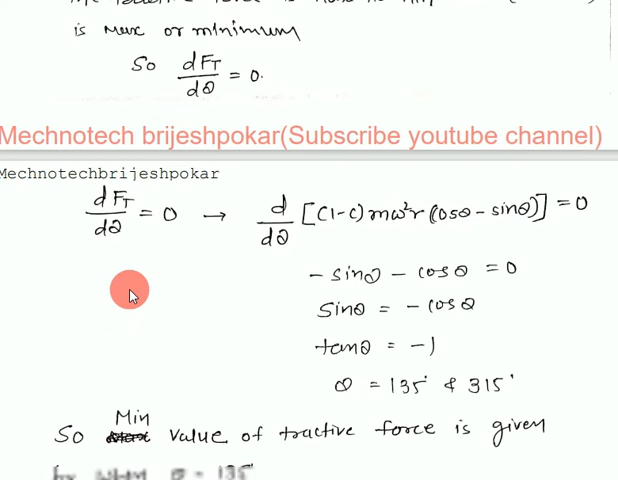 is Max or minimum
So dFT/dθ = 0.
Mechnotech brijeshpokar(Subscribe youtube channel)
Mechnotechbrijeshpokar
dFT/dθ = 0 → d/dθ [(1-c) mω²r (cosθ - sinθ)] = 0
- sinθ - cosθ = 0
sinθ = - cosθ
tanθ = -1
θ = 135° & 315°
Min
So value of tractive force is given
by when θ = 135°